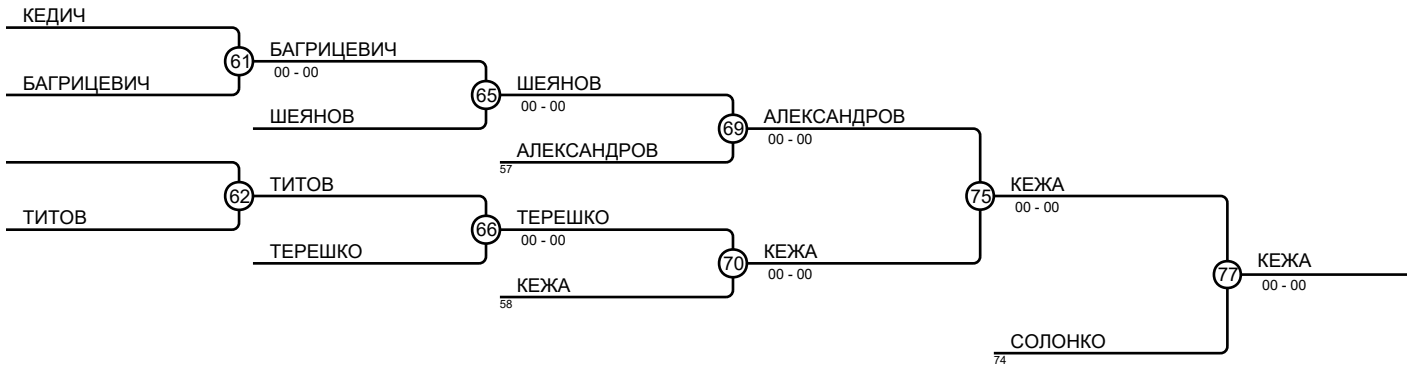 КЕДИЧ
61
БАГРИЦЕВИЧ
00 - 00
БАГРИЦЕВИЧ
65
ШЕЯНОВ
00 - 00
ШЕЯНОВ
69
АЛЕКСАНДРОВ
00 - 00
АЛЕКСАНДРОВ
57
62
ТИТОВ
75
КЕЖА
00 - 00
ТИТОВ
66
ТЕРЕШКО
00 - 00
ТЕРЕШКО
70
КЕЖА
00 - 00
77
КЕЖА
00 - 00
КЕЖА
58
СОЛОНКО
74